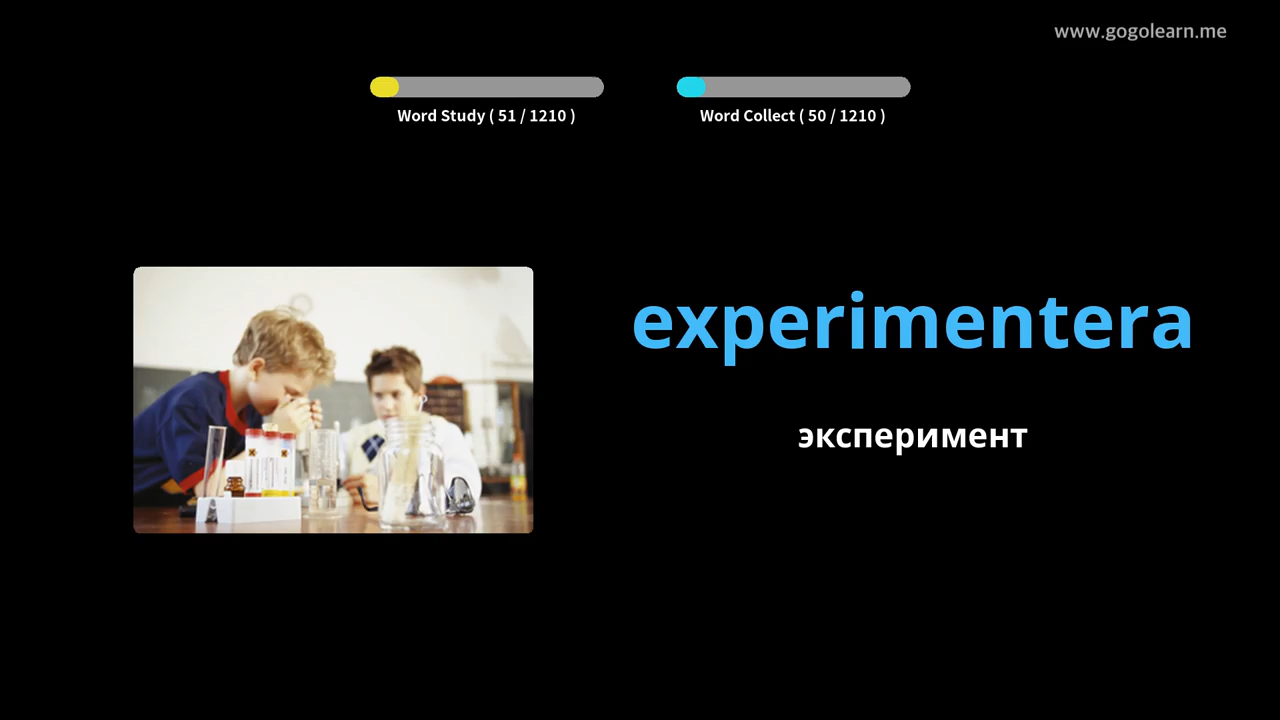 www.gogolearn.me
Word Study ( 51 / 1210 )
Word Collect ( 50 / 1210 )
experimentera
эксперимент